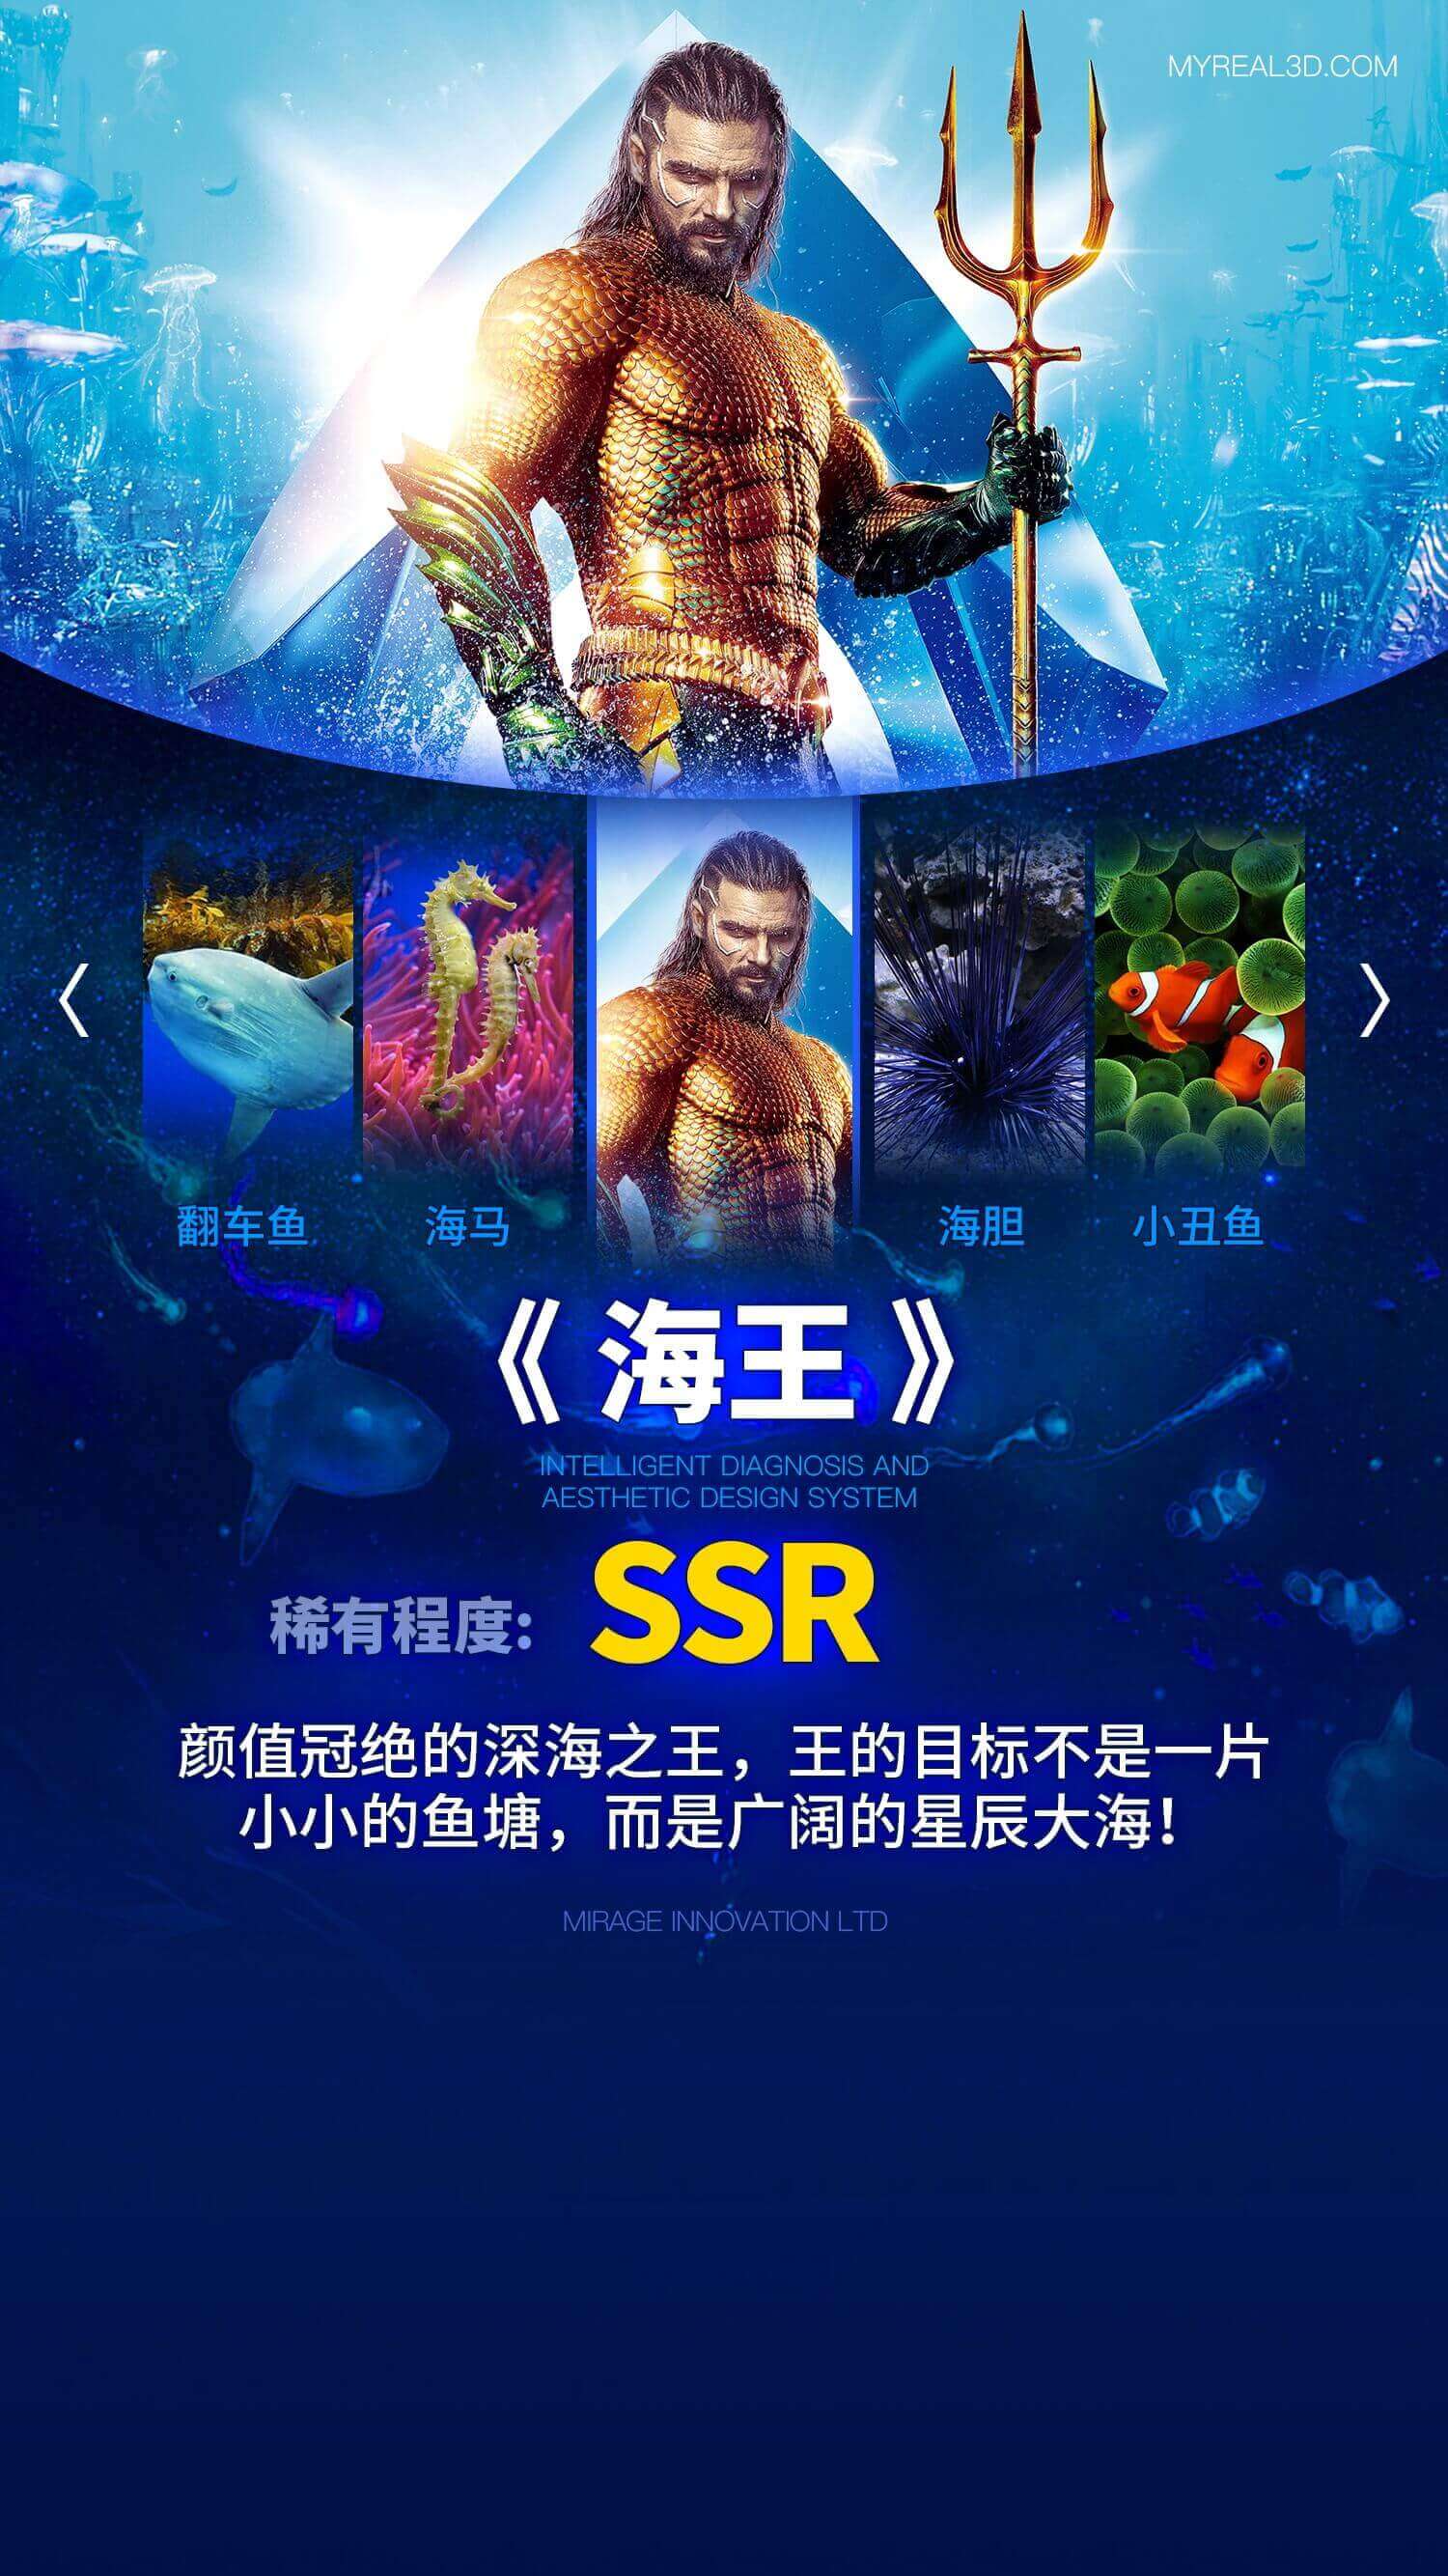 MYREAL3D.COM
翻车鱼
海马
海胆
小丑鱼
《海王》
INTELLIGENT DIAGNOSIS AND
AESTHETIC DESIGN SYSTEM
稀有程度: SSR
颜值冠绝的深海之王，王的目标不是一片
小小的鱼塘，而是广阔的星辰大海！
MIRAGE INNOVATION LTD